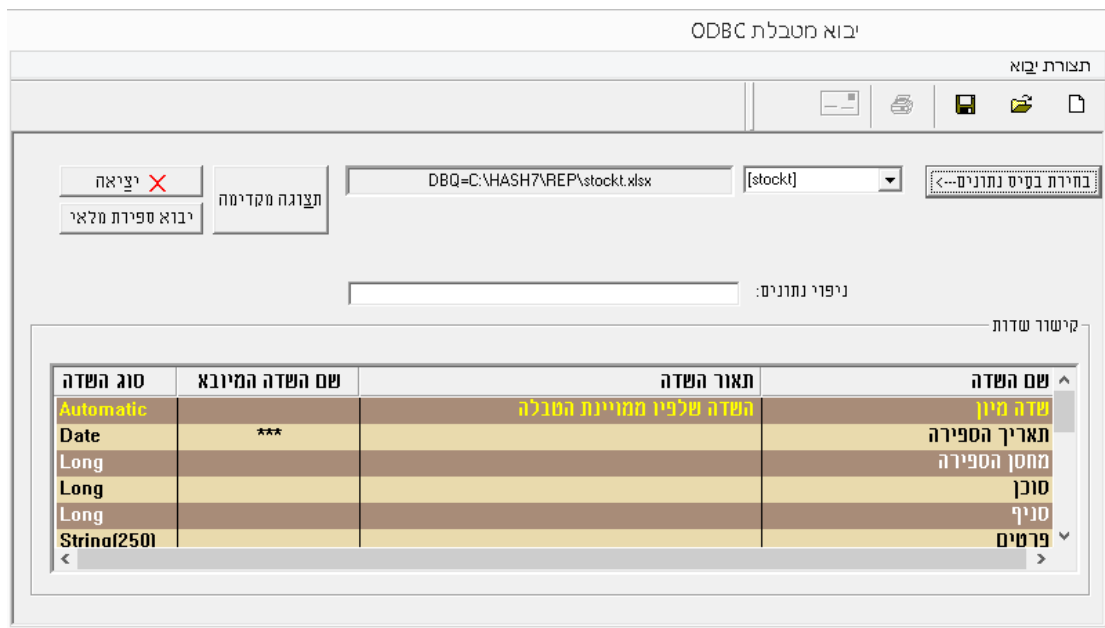 יבוא מטבלת ODBC
תצורת יבוא
בחירת בסיס נתונים--->
[stockt]
DBQ=C:\HASH7\REP\stockt.xlsx
תצוגה מקדימה
יציאה
יבוא ספירת מלאי
ניפוי נתונים:
קישור שדות
שם השדה תאור השדה שם השדה המיובא סוג השדה
שדה מיון השדה שלפיו ממויינת הטבלה Automatic
תאריך הספירה *** Date
מחסן הספירה Long
סוכן Long
סניף Long
פרטים String(250)